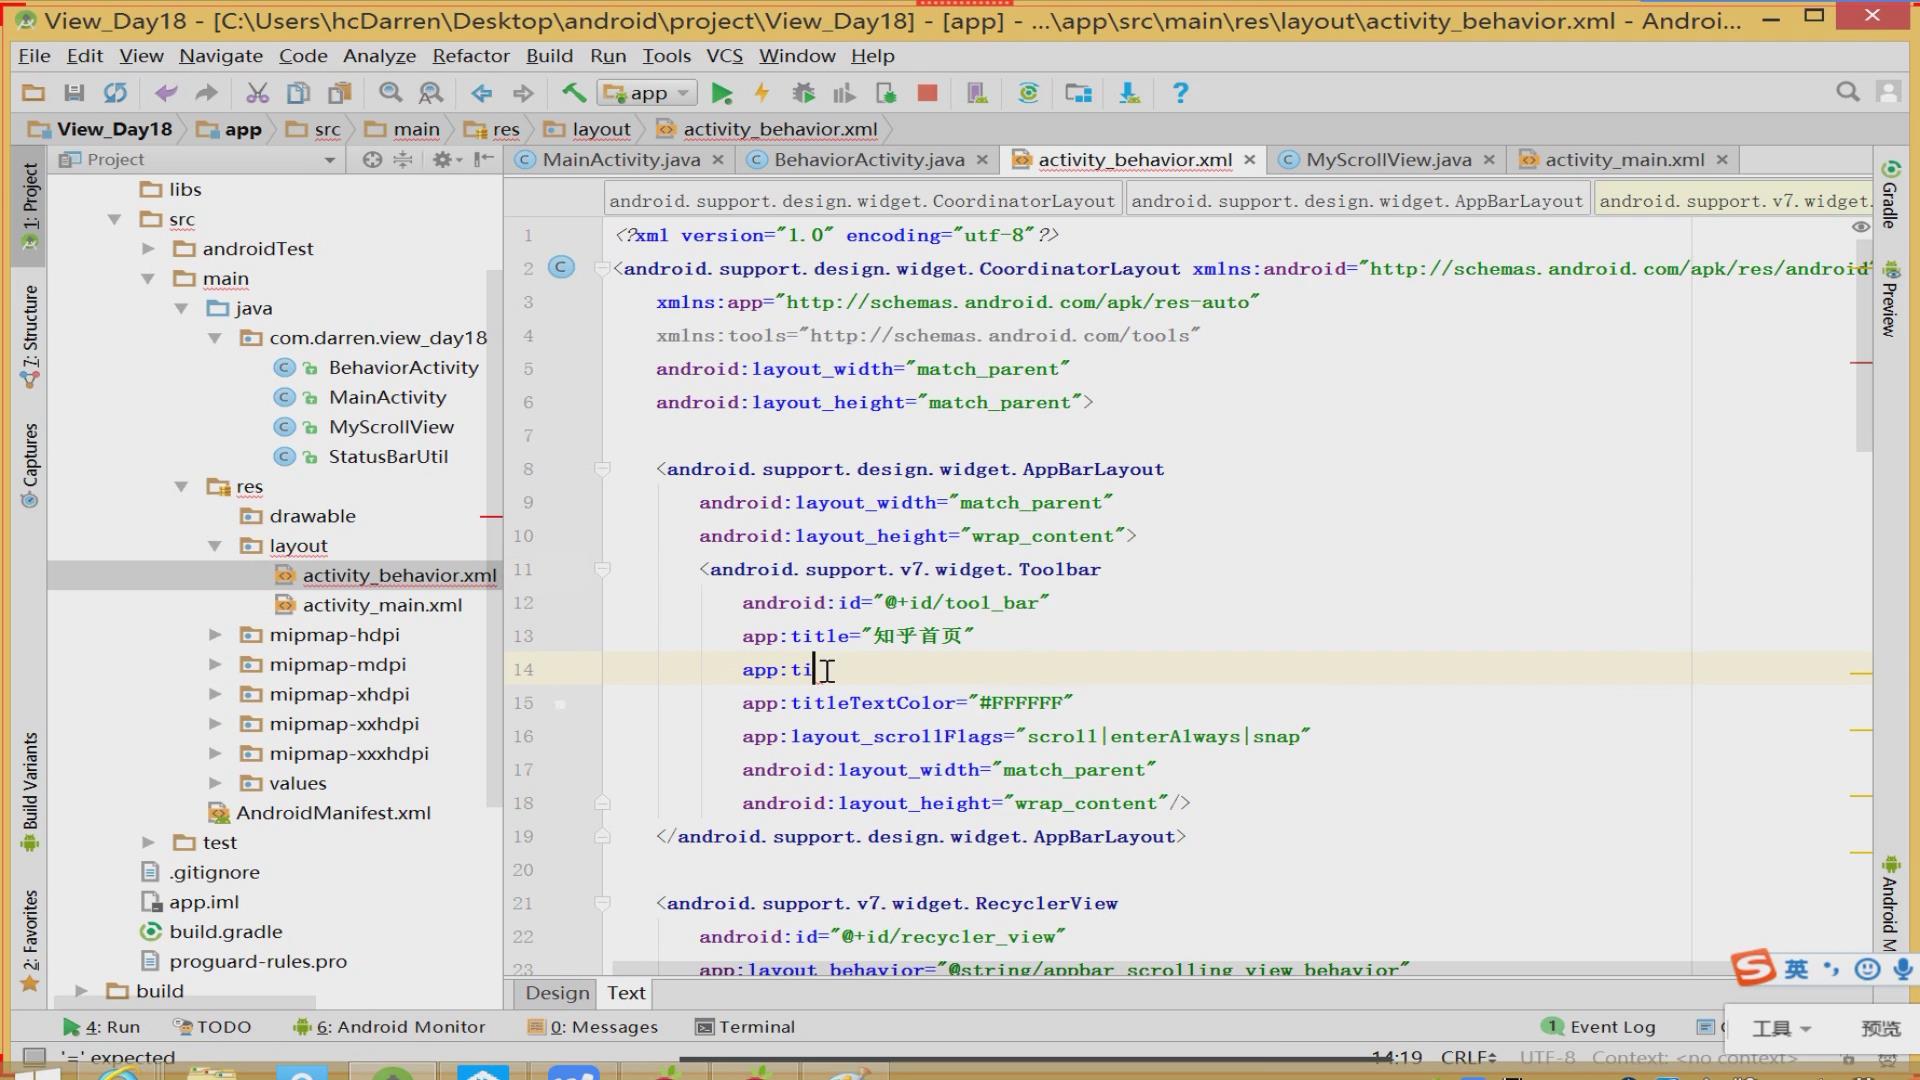 View_Day18 - [C:\Users\hcDarren\Desktop\android\project\View_Day18] - [app] - ...\app\src\main\res\layout\activity_behavior.xml - Androi...
File Edit View Navigate Code Analyze Refactor Build Run Tools VCS Window Help
app
View_Day18 app src main res layout activity_behavior.xml
Project
MainActivity.java BehaviorActivity.java activity_behavior.xml MyScrollView.java activity_main.xml
android.support.design.widget.CoordinatorLayout android.support.design.widget.AppBarLayout android.support.v7.widget.
1: Project
7: Structure
Captures
Build Variants
2: Favorites
libs
src
androidTest
main
java
com.darren.view_day18
BehaviorActivity
MainActivity
MyScrollView
StatusBarUtil
res
drawable
layout
activity_behavior.xml
activity_main.xml
mipmap-hdpi
mipmap-mdpi
mipmap-xhdpi
mipmap-xxhdpi
mipmap-xxxhdpi
values
AndroidManifest.xml
test
.gitignore
app.iml
build.gradle
proguard-rules.pro
build
1 <?xml version="1.0" encoding="utf-8"?>
2 <android.support.design.widget.CoordinatorLayout xmlns:android="http://schemas.android.com/apk/res/android"
3 xmlns:app="http://schemas.android.com/apk/res-auto"
4 xmlns:tools="http://schemas.android.com/tools"
5 android:layout_width="match_parent"
6 android:layout_height="match_parent">
7
8 <android.support.design.widget.AppBarLayout
9 android:layout_width="match_parent"
10 android:layout_height="wrap_content">
11 <android.support.v7.widget.Toolbar
12 android:id="@+id/tool_bar"
13 app:title="知乎首页"
14 app:ti
15 app:titleTextColor="#FFFFFF"
16 app:layout_scrollFlags="scroll|enterAlways|snap"
17 android:layout_width="match_parent"
18 android:layout_height="wrap_content"/>
19 </android.support.design.widget.AppBarLayout>
20
21 <android.support.v7.widget.RecyclerView
22 android:id="@+id/recycler_view"
23 app:layout_behavior="@string/appbar_scrolling_view_behavior"
Gradle
Preview
Android M
英
Design Text
4: Run TODO 6: Android Monitor 0: Messages Terminal
1 Event Log
工具 预览
'=' expected
14:19 CRLF UTF-8 Context: <no context>